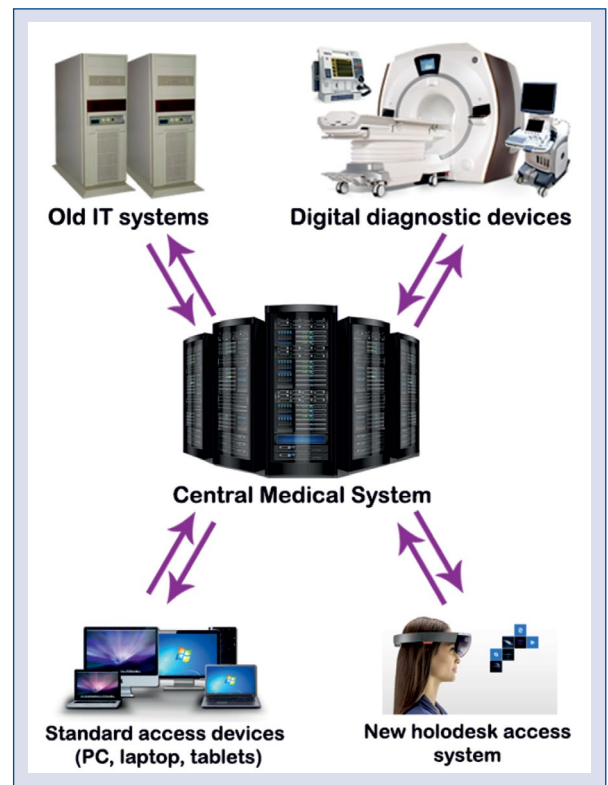 Old IT systems
Digital diagnostic devices
Central Medical System
Standard access devices
(PC, laptop, tablets)
New holodesk access
system